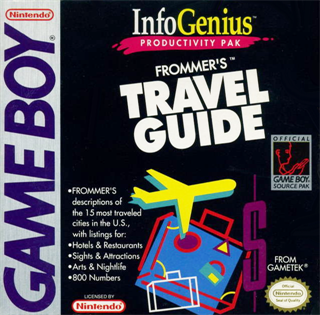 Nintendo®
GAME BOY
InfoGenius™
PRODUCTIVITY PAK
FROMMER'S™
TRAVEL
GUIDE
OFFICIAL
GAME BOY
SOURCE PAK
•FROMMER'S
descriptions of
the 15 most traveled
cities in the U.S.,
with listings for:
•Hotels & Restaurants
•Sights & Attractions
•Arts & Nightlife
•800 Numbers
$
FROM
GAMETEK®
LICENSED BY
Nintendo
Nintendo